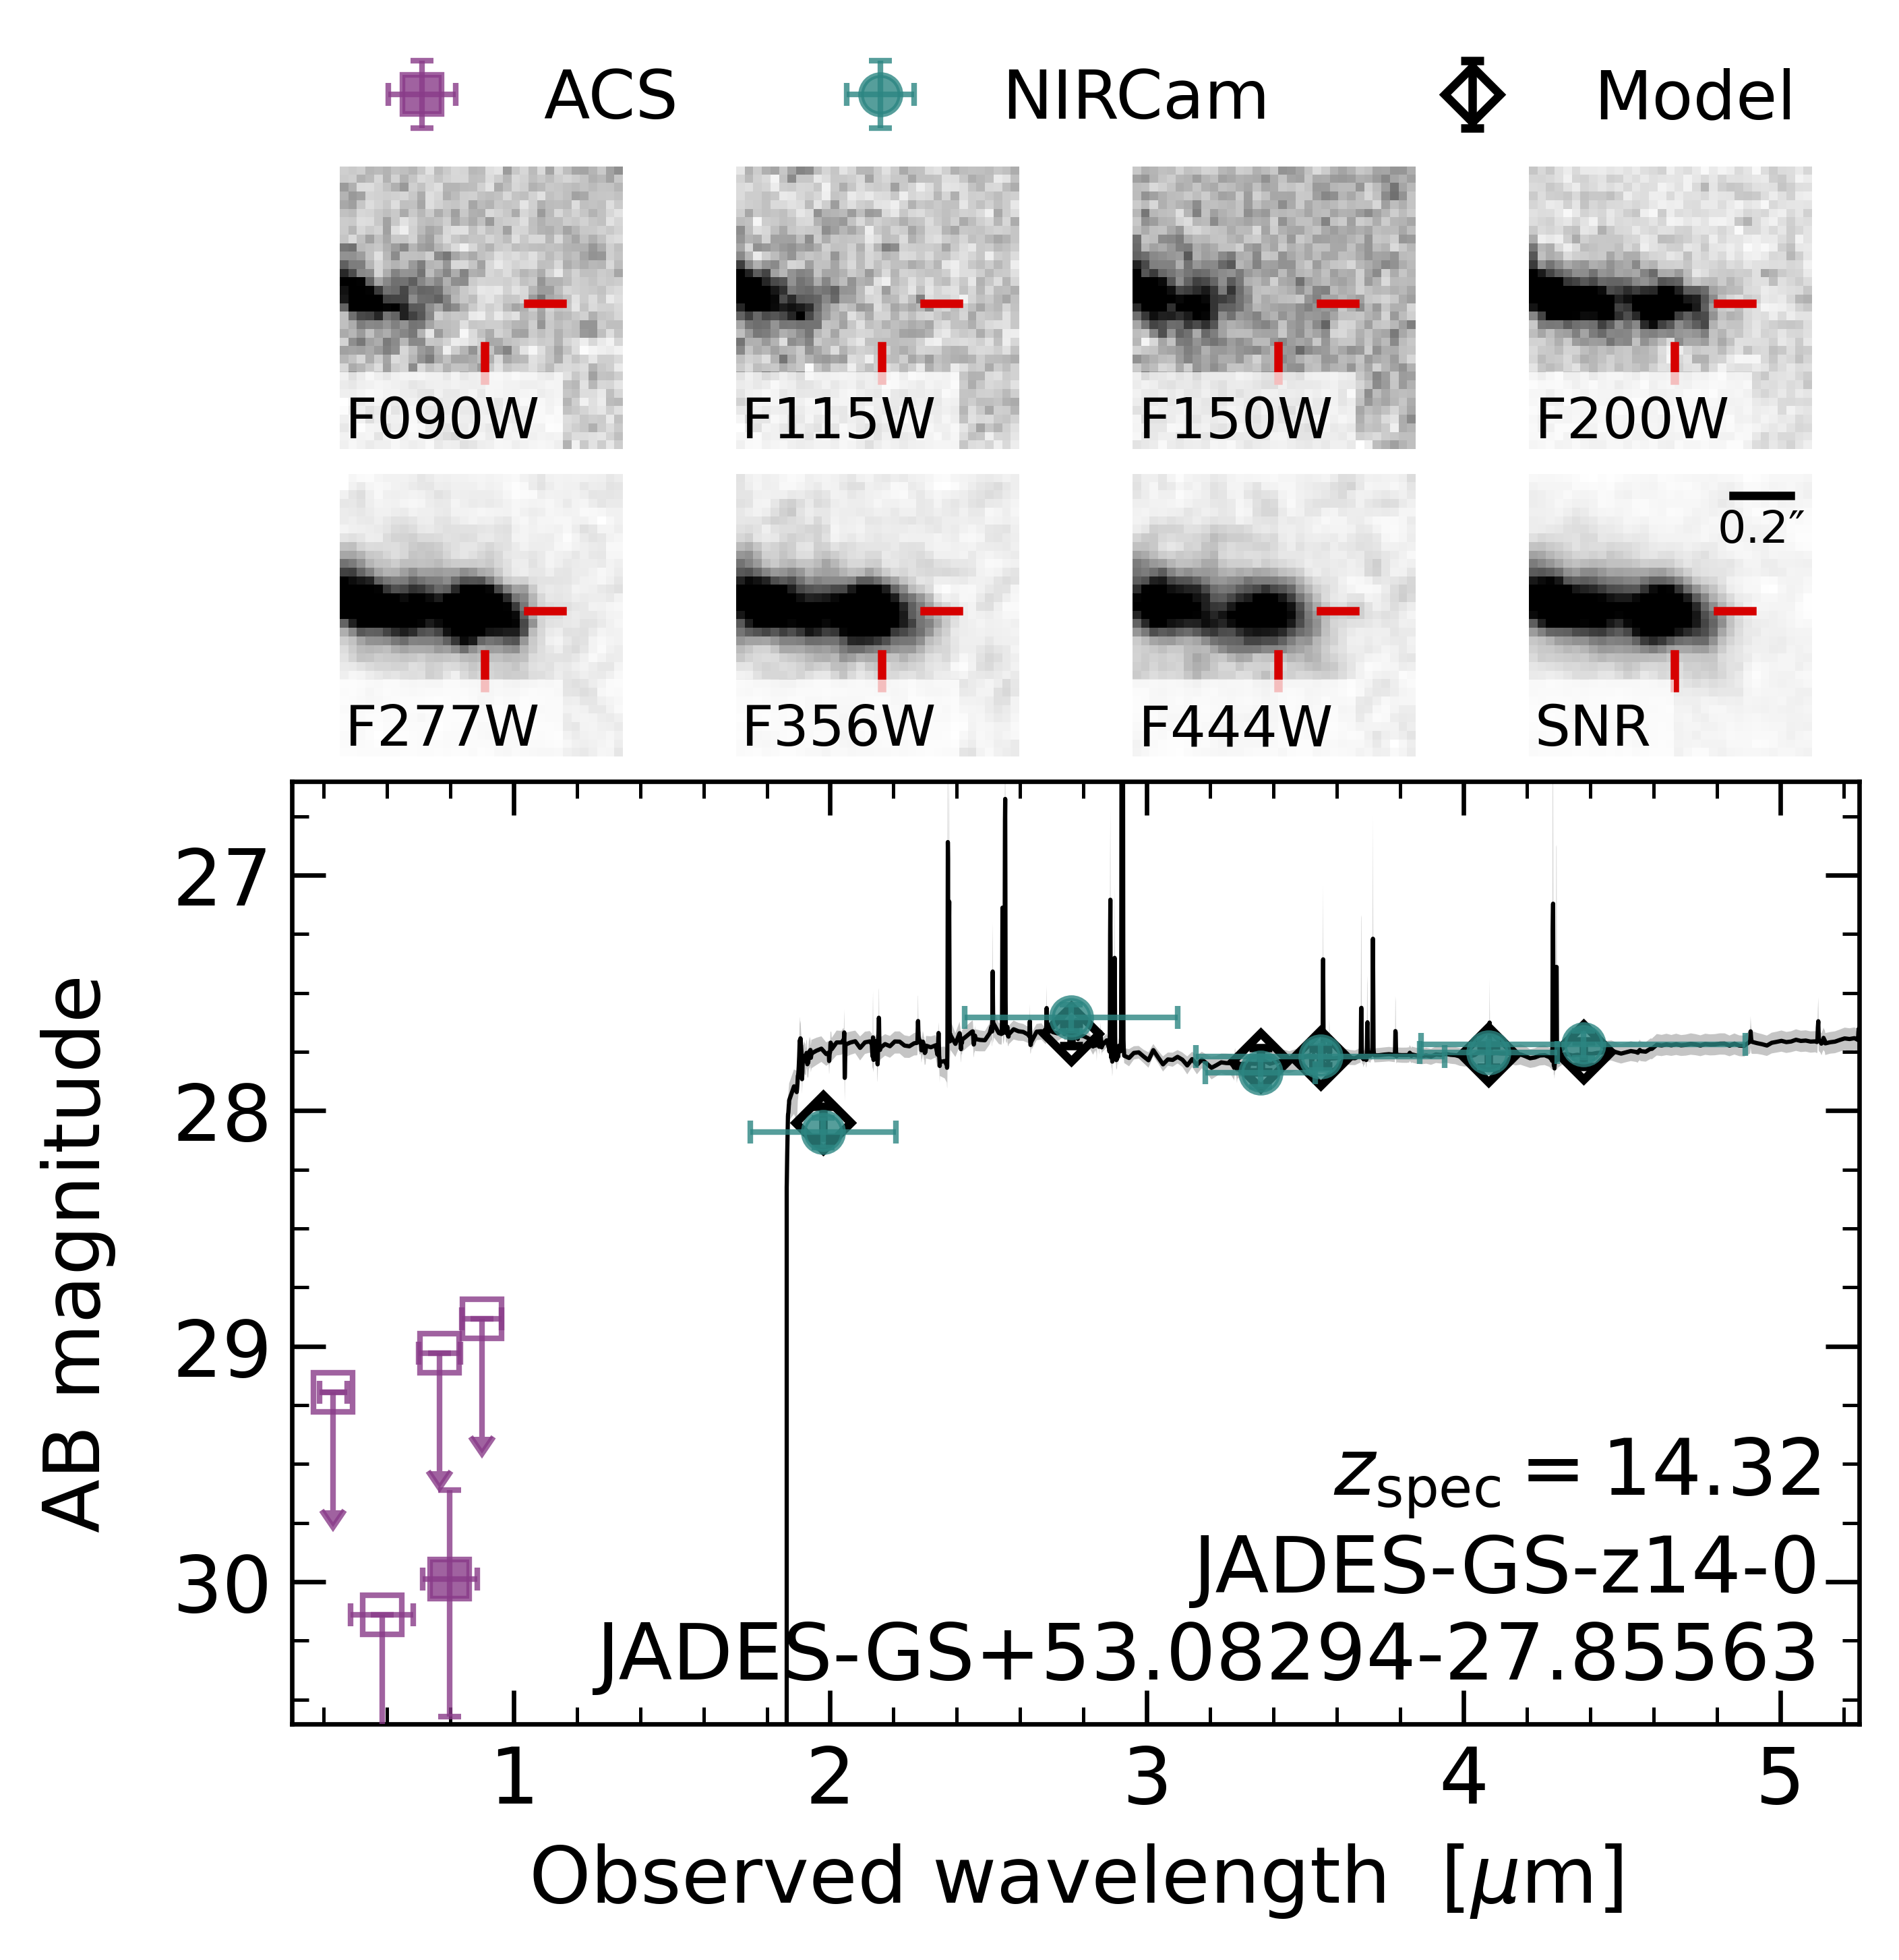 ACS NIRCam Model
F090W F115W F150W F200W
0.2″
F277W F356W F444W SNR
27
28
29
30
AB magnitude
z_spec = 14.32
JADES-GS-z14-0
JADES-GS+53.08294-27.85563
1 2 3 4 5
Observed wavelength [μm]